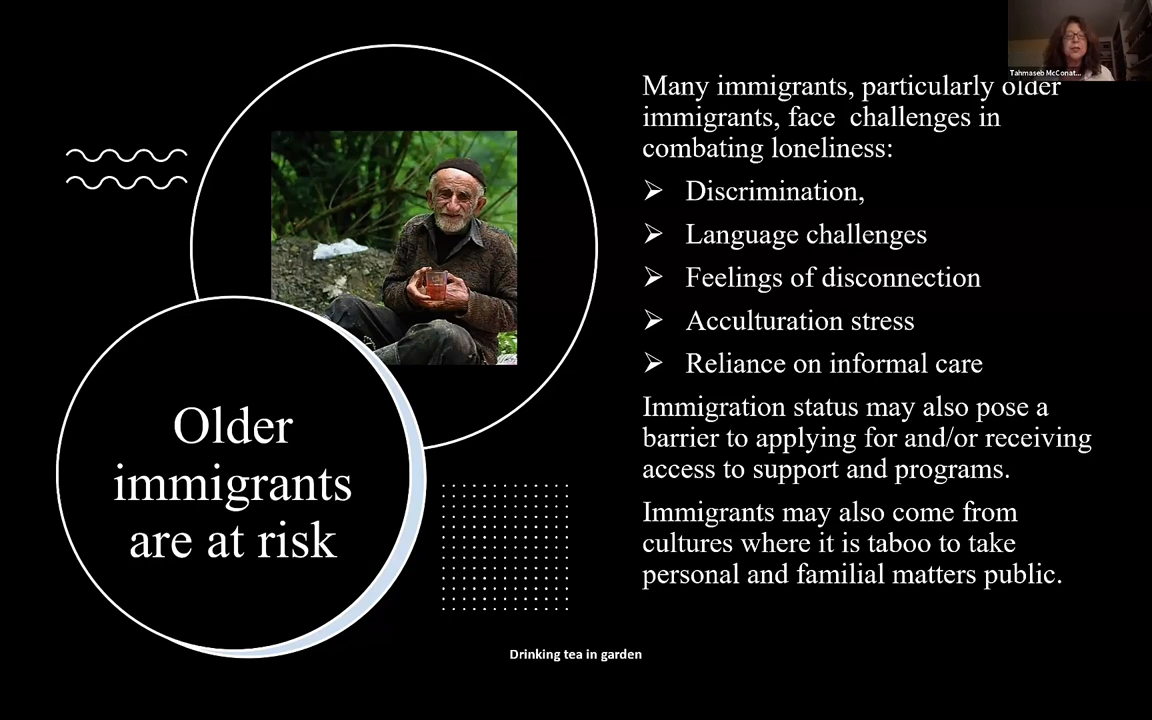 Tahmaseb McConat...
Many immigrants, particularly older
immigrants, face  challenges in
combating loneliness:
➢ Discrimination,
➢ Language challenges
➢ Feelings of disconnection
➢ Acculturation stress
➢ Reliance on informal care
Immigration status may also pose a
barrier to applying for and/or receiving
access to support and programs.
Immigrants may also come from
cultures where it is taboo to take
personal and familial matters public.
Older
immigrants
are at risk
Drinking tea in garden